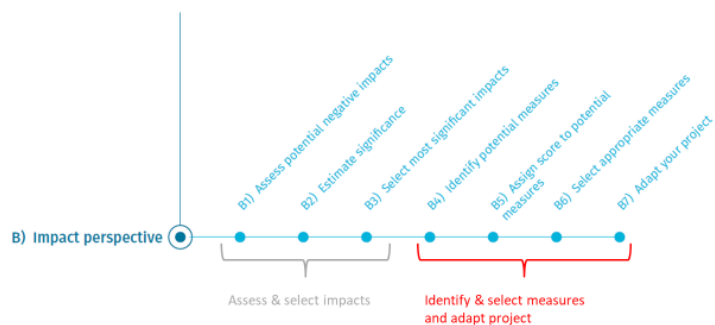 B1) Assess potential negative impacts
B2) Estimate significance
B3) Select most significant impacts
B4) Identify potential measures
B5) Assign score to potential
measures
B6) Select appropriate measures
B7) Adapt your project
B) Impact perspective
Assess & select impacts
Identify & select measures
and adapt project